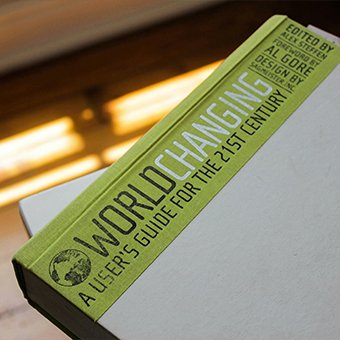 WORLDCHANGING
A USER'S GUIDE FOR THE 21ST CENTURY
EDITED BY
ALEX STEFFEN
FOREWORD BY
AL GORE
DESIGN BY
SAGMEISTER INC.